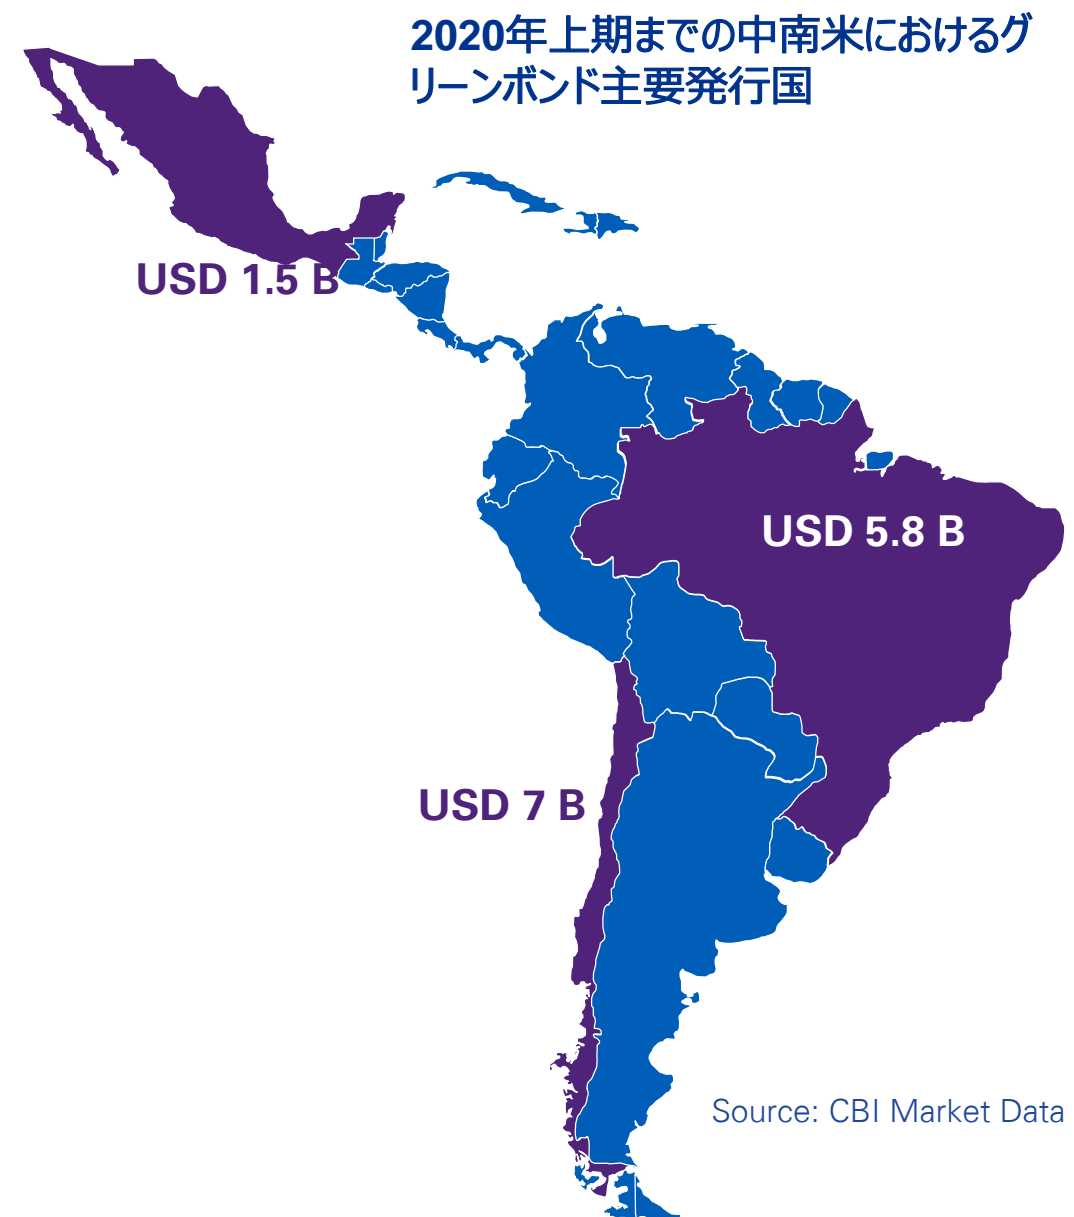 2020年上期までの中南米におけるグ
リーンボンド主要発行国
USD 1.5 B
USD 5.8 B
USD 7 B
Source: CBI Market Data